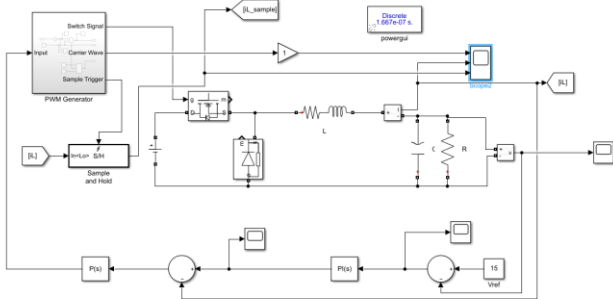 [iL_sample]
Switch Signal
Discrete
1.667e-07 s.
powergui
Input
Carrier Wave
1
Scope2
Sample Trigger
PWM Generator
[iL]
g
m
D
S
i
+
-
L
[iL]
In S/H
E
C
R
+
-
v
Sample
and Hold
P(s)
PI(s)
15
Vref